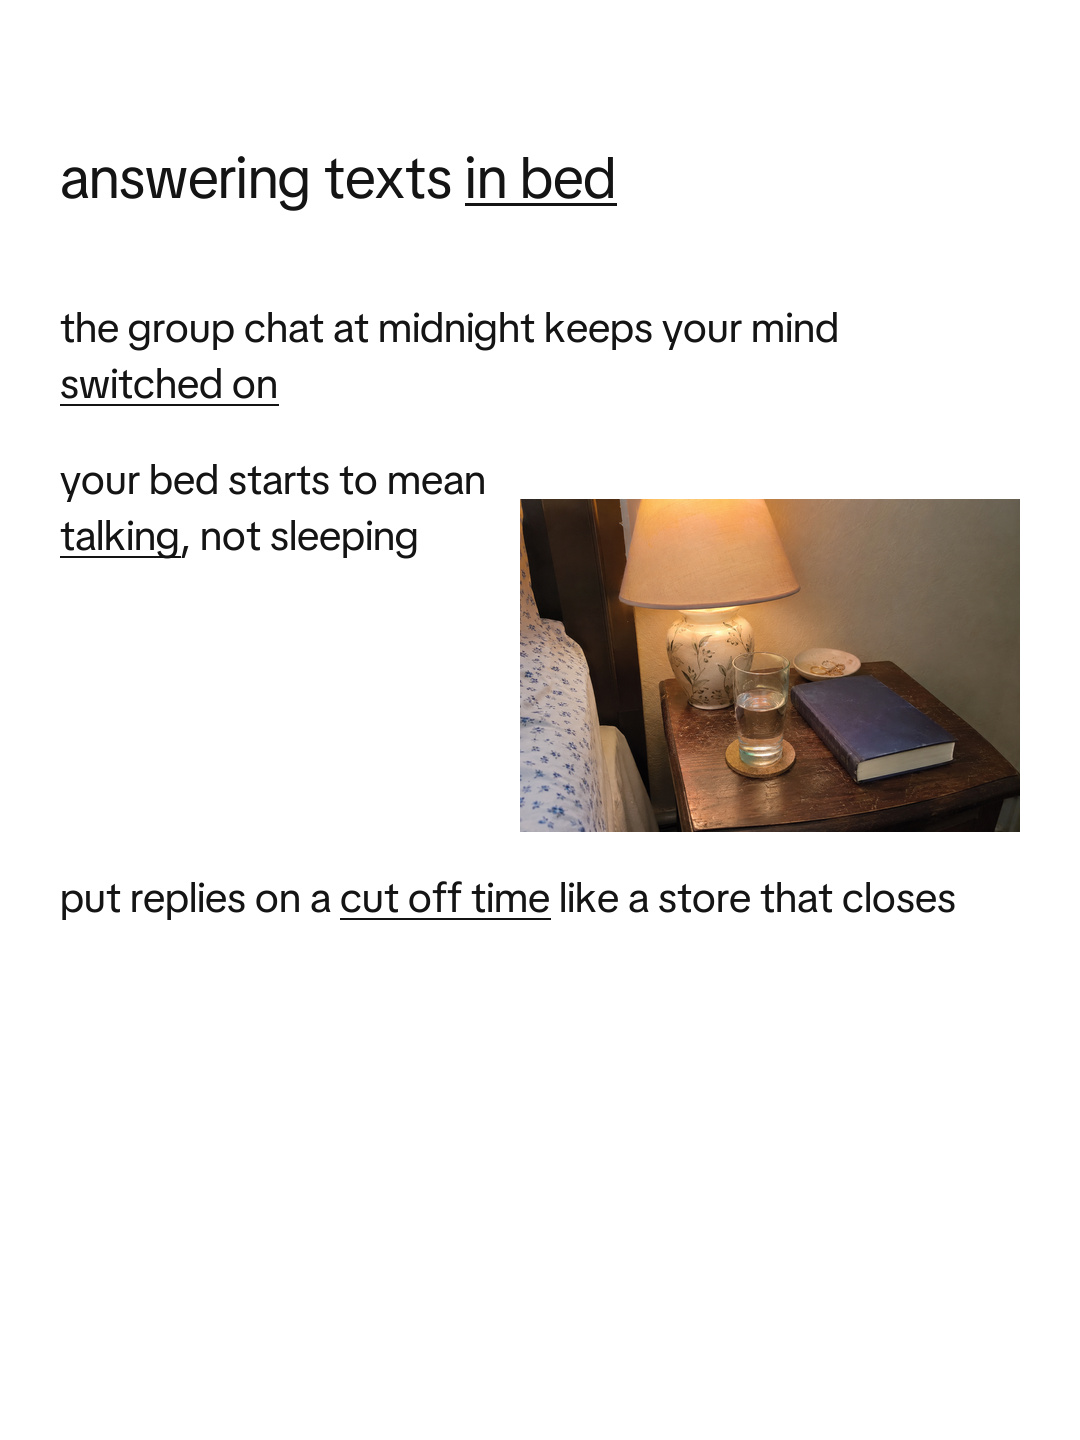 answering texts in bed
the group chat at midnight keeps your mind
switched on
your bed starts to mean
talking, not sleeping
put replies on a cut off time like a store that closes